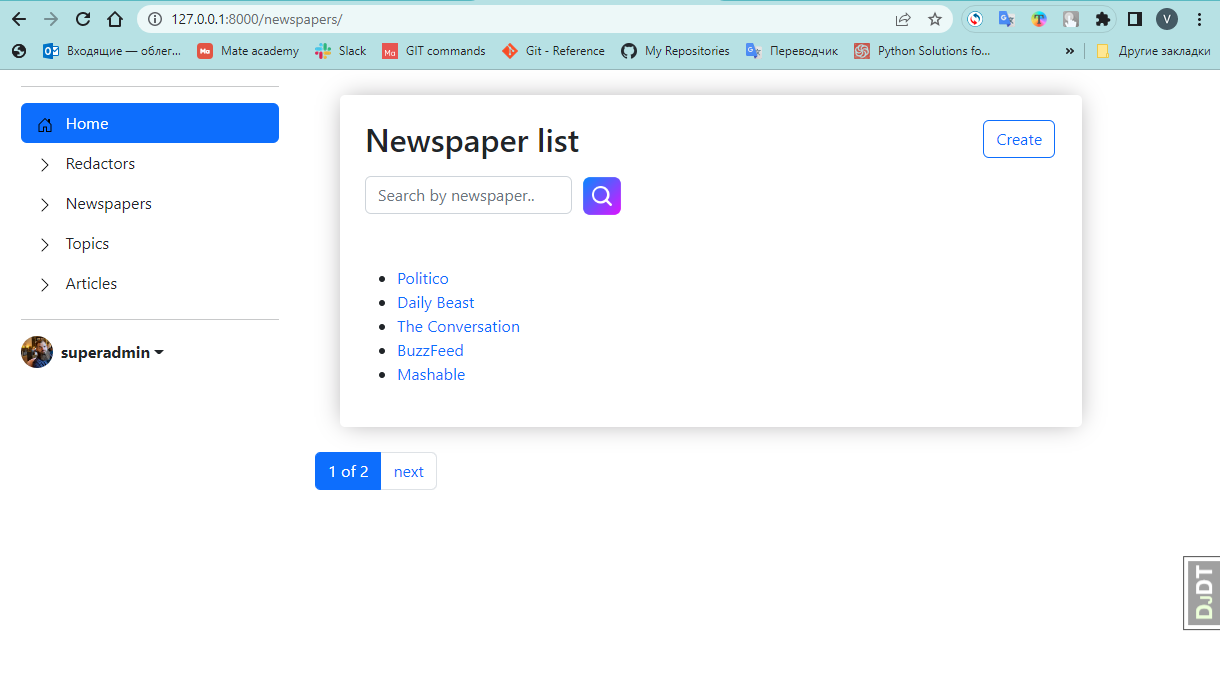 127.0.0.1:8000/newspapers/
V
Входящие — облег...
Ma Mate academy
Slack
Ma GIT commands
Git - Reference
My Repositories
Переводчик
Python Solutions fo...
»
Другие закладки
Home
Redactors
Newspapers
Topics
Articles
superadmin
Newspaper list
Create
Search by newspaper..
Politico
Daily Beast
The Conversation
BuzzFeed
Mashable
1 of 2 next
DJDT